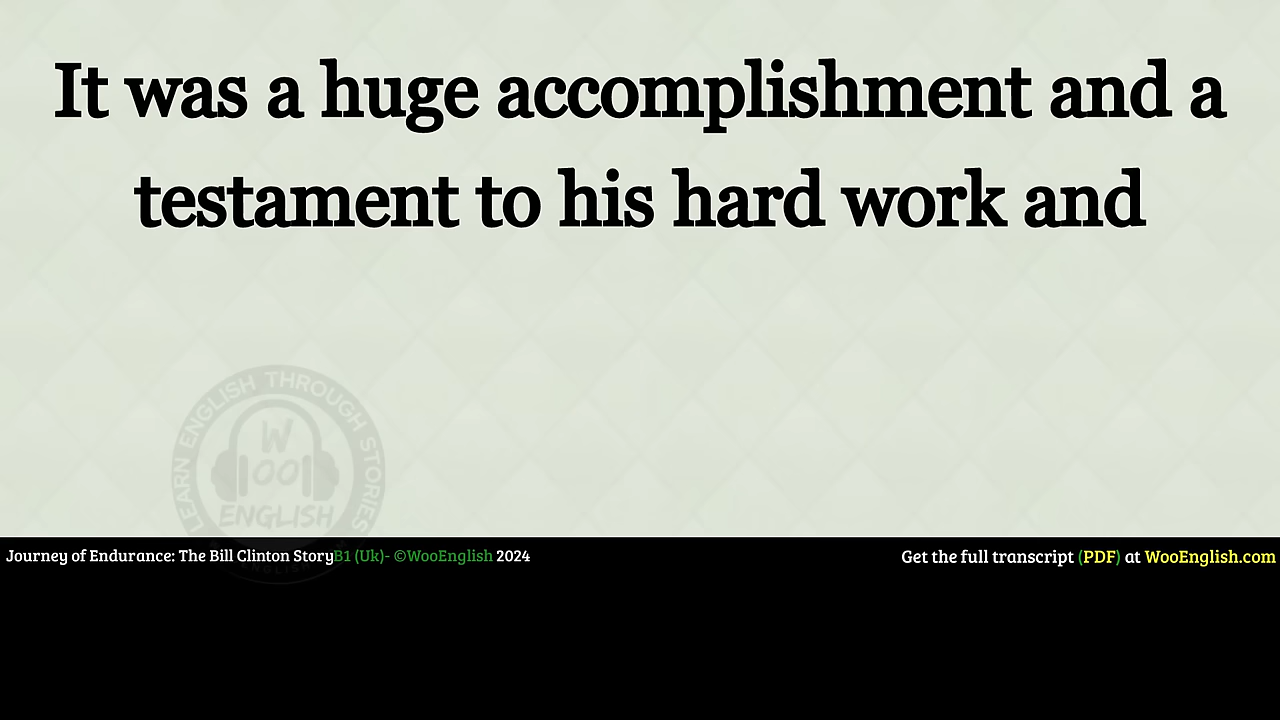 It was a huge accomplishment and a
testament to his hard work and
LEARN ENGLISH THROUGH STORIES
W
OO
ENGLISH
Journey of Endurance: The Bill Clinton StoryB1 (Uk)- ©WooEnglish 2024
Get the full transcript (PDF) at WooEnglish.com